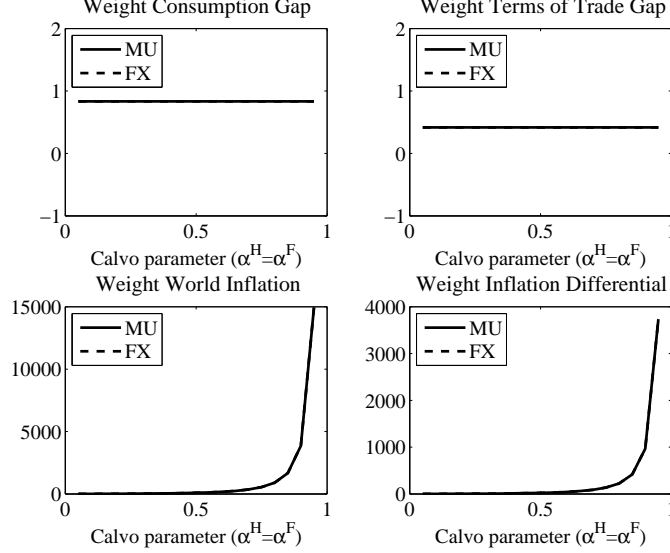 Weight Consumption Gap
2
1
0
−1
MU
FX
0 0.5 1
Calvo parameter (α^H=α^F)
Weight Terms of Trade Gap
2
1
0
−1
MU
FX
0 0.5 1
Calvo parameter (α^H=α^F)
Weight World Inflation
15000
10000
5000
0
MU
FX
0 0.5 1
Calvo parameter (α^H=α^F)
Weight Inflation Differential
4000
3000
2000
1000
0
MU
FX
0 0.5 1
Calvo parameter (α^H=α^F)